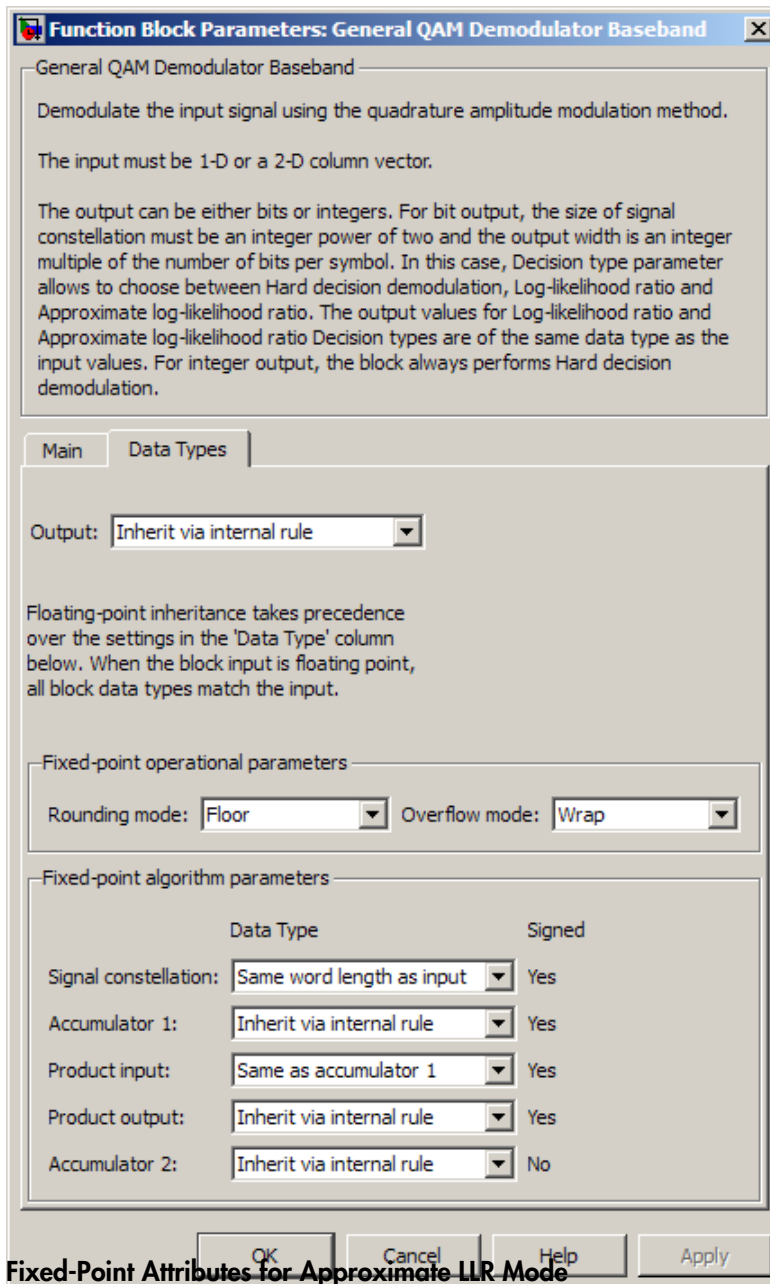 Function Block Parameters: General QAM Demodulator Baseband
General QAM Demodulator Baseband
Demodulate the input signal using the quadrature amplitude modulation method.
The input must be 1-D or a 2-D column vector.
The output can be either bits or integers. For bit output, the size of signal
constellation must be an integer power of two and the output width is an integer
multiple of the number of bits per symbol. In this case, Decision type parameter
allows to choose between Hard decision demodulation, Log-likelihood ratio and
Approximate log-likelihood ratio. The output values for Log-likelihood ratio and
Approximate log-likelihood ratio Decision types are of the same data type as the
input values. For integer output, the block always performs Hard decision
demodulation.
Main Data Types
Output: Inherit via internal rule
Floating-point inheritance takes precedence
over the settings in the 'Data Type' column
below. When the block input is floating point,
all block data types match the input.
Fixed-point operational parameters
Rounding mode: Floor Overflow mode: Wrap
Fixed-point algorithm parameters
Data Type Signed
Signal constellation: Same word length as input Yes
Accumulator 1: Inherit via internal rule Yes
Product input: Same as accumulator 1 Yes
Product output: Inherit via internal rule Yes
Accumulator 2: Inherit via internal rule No
OK Cancel Help Apply
Fixed-Point Attributes for Approximate LLR Mode